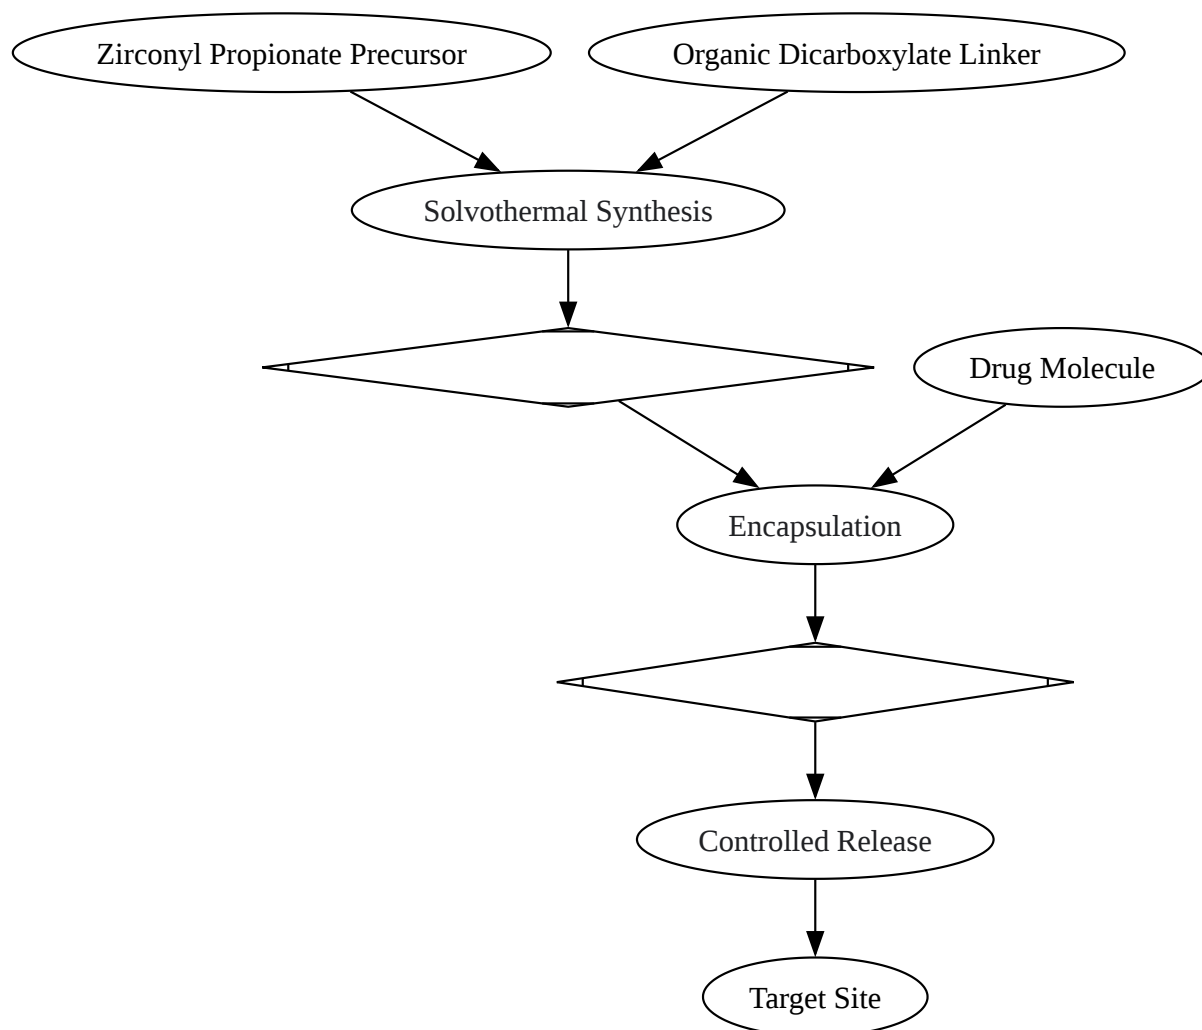 Zirconyl Propionate Precursor
Organic Dicarboxylate Linker
Solvothermal Synthesis
Drug Molecule
Encapsulation
Controlled Release
Target Site